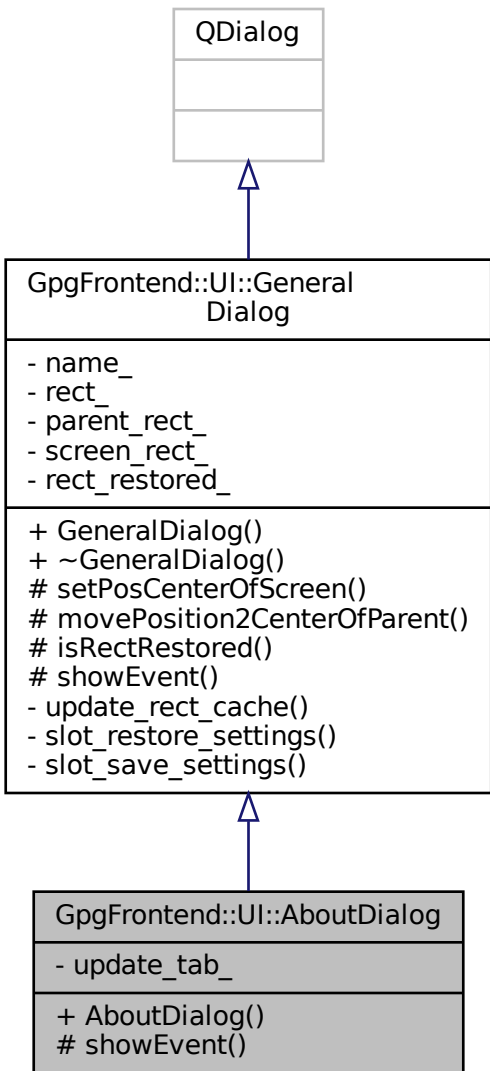 QDialog
GpgFrontend::UI::General
Dialog
- name_
- rect_
- parent_rect_
- screen_rect_
- rect_restored_
+ GeneralDialog()
+ ~GeneralDialog()
# setPosCenterOfScreen()
# movePosition2CenterOfParent()
# isRectRestored()
# showEvent()
- update_rect_cache()
- slot_restore_settings()
- slot_save_settings()
GpgFrontend::UI::AboutDialog
- update_tab_
+ AboutDialog()
# showEvent()